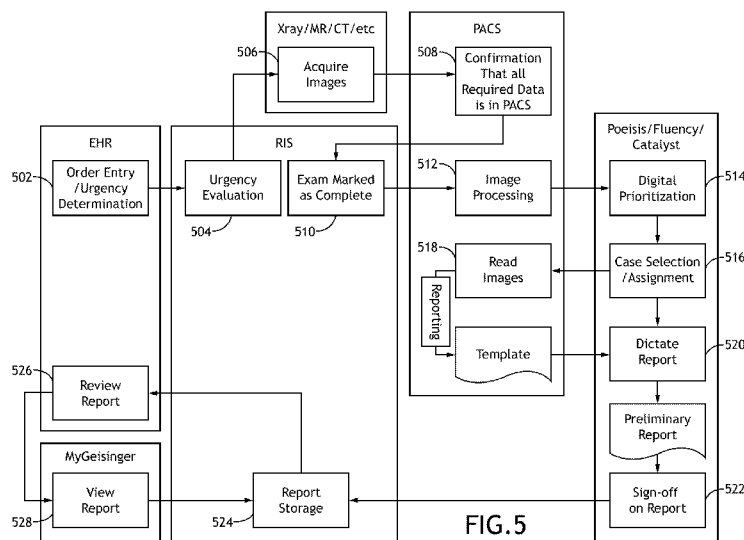 Xray/MR/CT/etc
PACS
506
Acquire
Images
508
Confirmation
That all
Required Data
is in PACS
EHR
RIS
Poeisis/Fluency/
Catalyst
502
Order Entry
/Urgency
Determination
Urgency
Evaluation
504
Exam Marked
as Complete
510
512
Image
Processing
Digital
Prioritization
514
518
Read
Images
Case Selection
/Assignment
516
Reporting
Template
Dictate
Report
520
526
Review
Report
Preliminary
Report
MyGeisinger
View
Report
528
Report
Storage
524
Sign-off
on Report
522
FIG.5